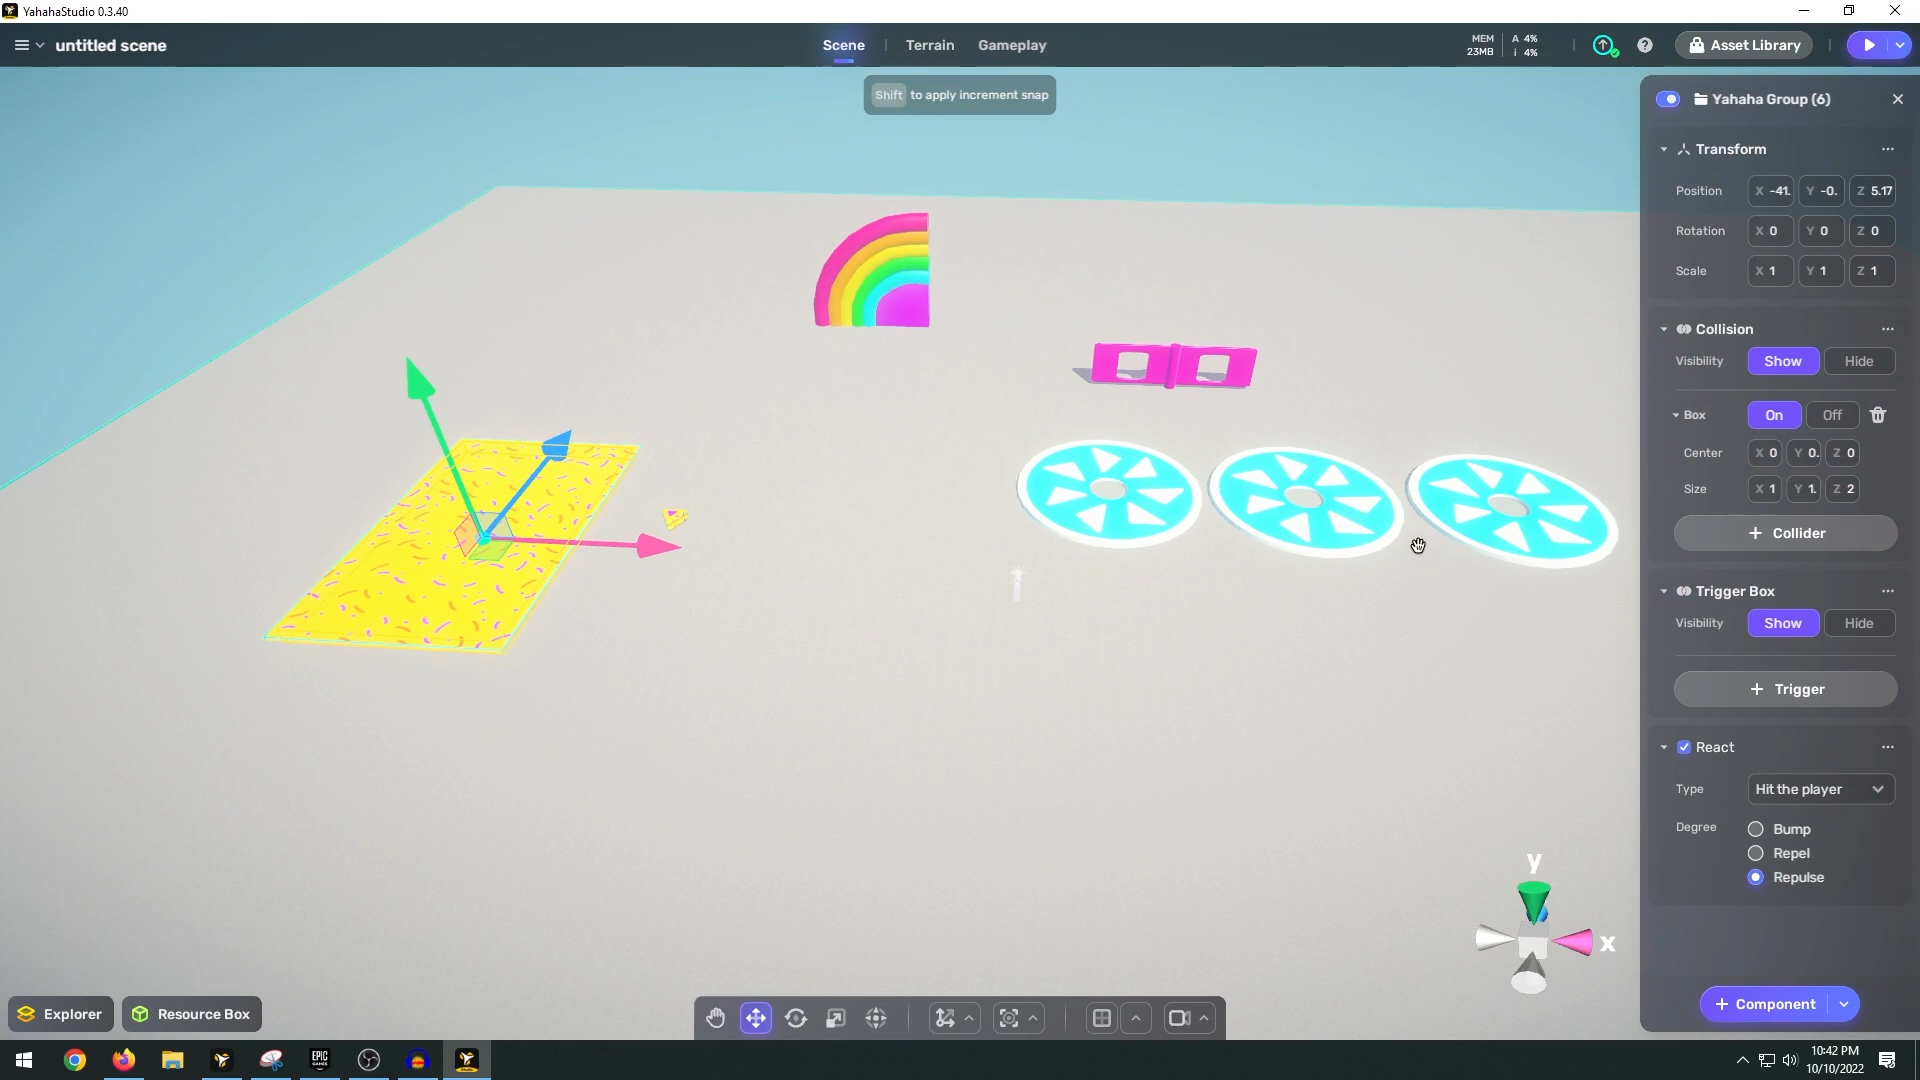 YahahaStudio 0.3.40
untitled scene
Scene
Terrain
Gameplay
MEM
23MB
A 4%
i 4%
Asset Library
Shift to apply increment snap
Yahaha Group (6)
Transform
Position X -41. Y -0. Z 5.17
Rotation X 0 Y 0 Z 0
Scale X 1 Y 1 Z 1
Collision
Visibility Show Hide
Box On Off
Center X 0 Y 0. Z 0
Size X 1 Y 1. Z 2
+ Collider
Trigger Box
Visibility Show Hide
+ Trigger
React
Type Hit the player
Degree Bump
Repel
Repulse
y
x
+ Component
Explorer
Resource Box
EPIC
GAMES
10:42 PM
10/10/2022